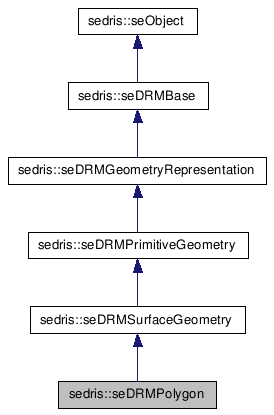 sedris::seObject
sedris::seDRMBase
sedris::seDRMGeometryRepresentation
sedris::seDRMPrimitiveGeometry
sedris::seDRMSurfaceGeometry
sedris::seDRMPolygon